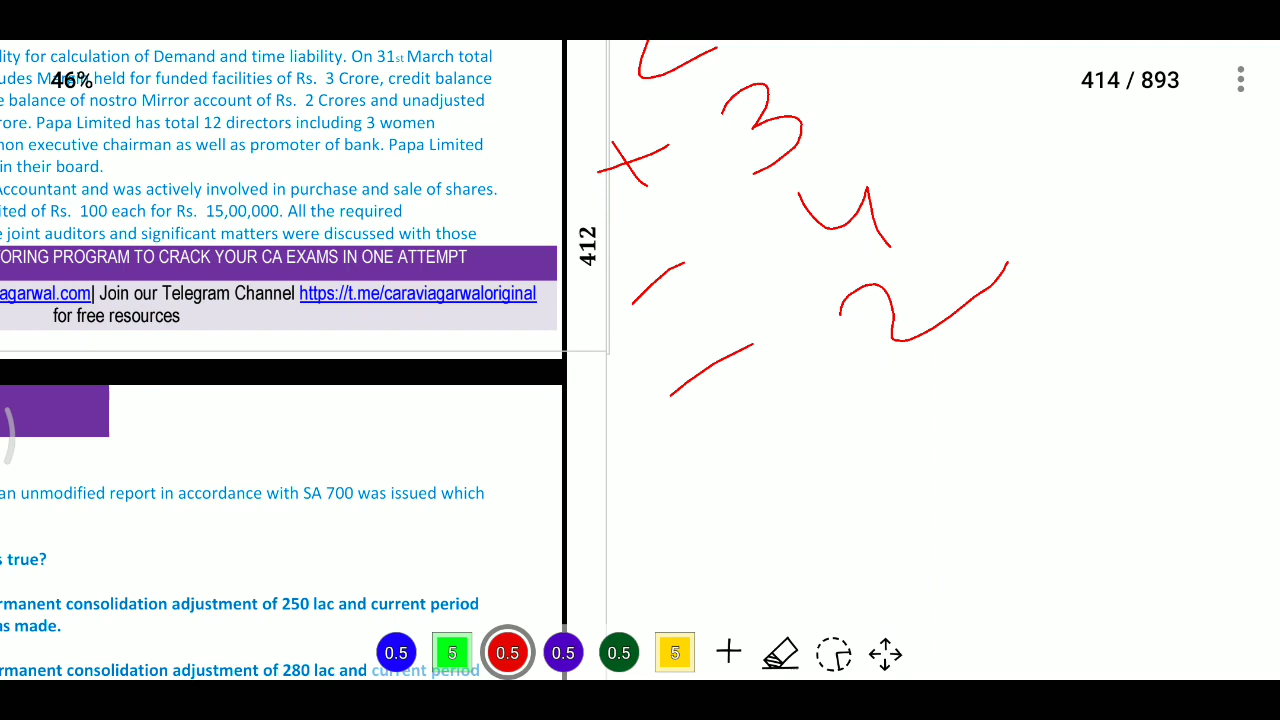 lity for calculation of Demand and time liability. On 31st March total
46%
414 / 893
udes Margin held for funded facilities of Rs. 3 Crore, credit balance
e balance of nostro Mirror account of Rs. 2 Crores and unadjusted
rore. Papa Limited has total 12 directors including 3 women
non executive chairman as well as promoter of bank. Papa Limited
in their board.
Accountant and was actively involved in purchase and sale of shares.
ited of Rs. 100 each for Rs. 15,00,000. All the required
e joint auditors and significant matters were discussed with those
TORING PROGRAM TO CRACK YOUR CA EXAMS IN ONE ATTEMPT
agarwal.com| Join our Telegram Channel https://t.me/caraviagarwaloriginal
for free resources
412
3
4
2
an unmodified report in accordance with SA 700 was issued which
s true?
rmanent consolidation adjustment of 250 lac and current period
ns made.
rmanent consolidation adjustment of 280 lac and current period
0.5 5 0.5 0.5 0.5 5